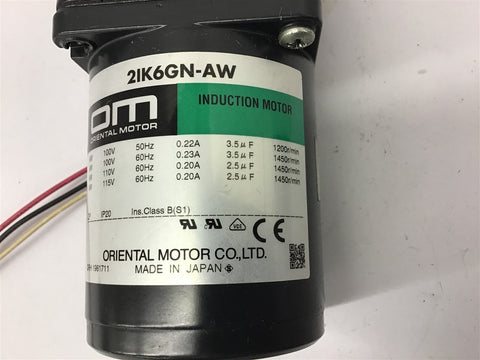 2IK6GN-AW
om
ORIENTAL MOTOR
INDUCTION MOTOR
100V 50Hz 0.22A 3.5μF 1200r/min
100V 60Hz 0.23A 3.5μF 1450r/min
110V 60Hz 0.20A 2.5μF 1450r/min
115V 60Hz 0.20A 2.5μF 1450r/min
IP20 Ins.Class B(S1)
ORIENTAL MOTOR CO.,LTD.
MADE IN JAPAN